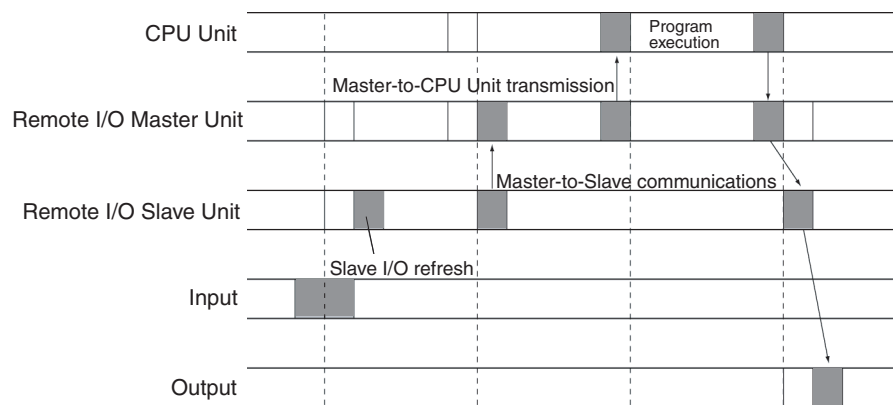 CPU Unit
Program
execution
Master-to-CPU Unit transmission
Remote I/O Master Unit
Master-to-Slave communications
Remote I/O Slave Unit
Slave I/O refresh
Input
Output